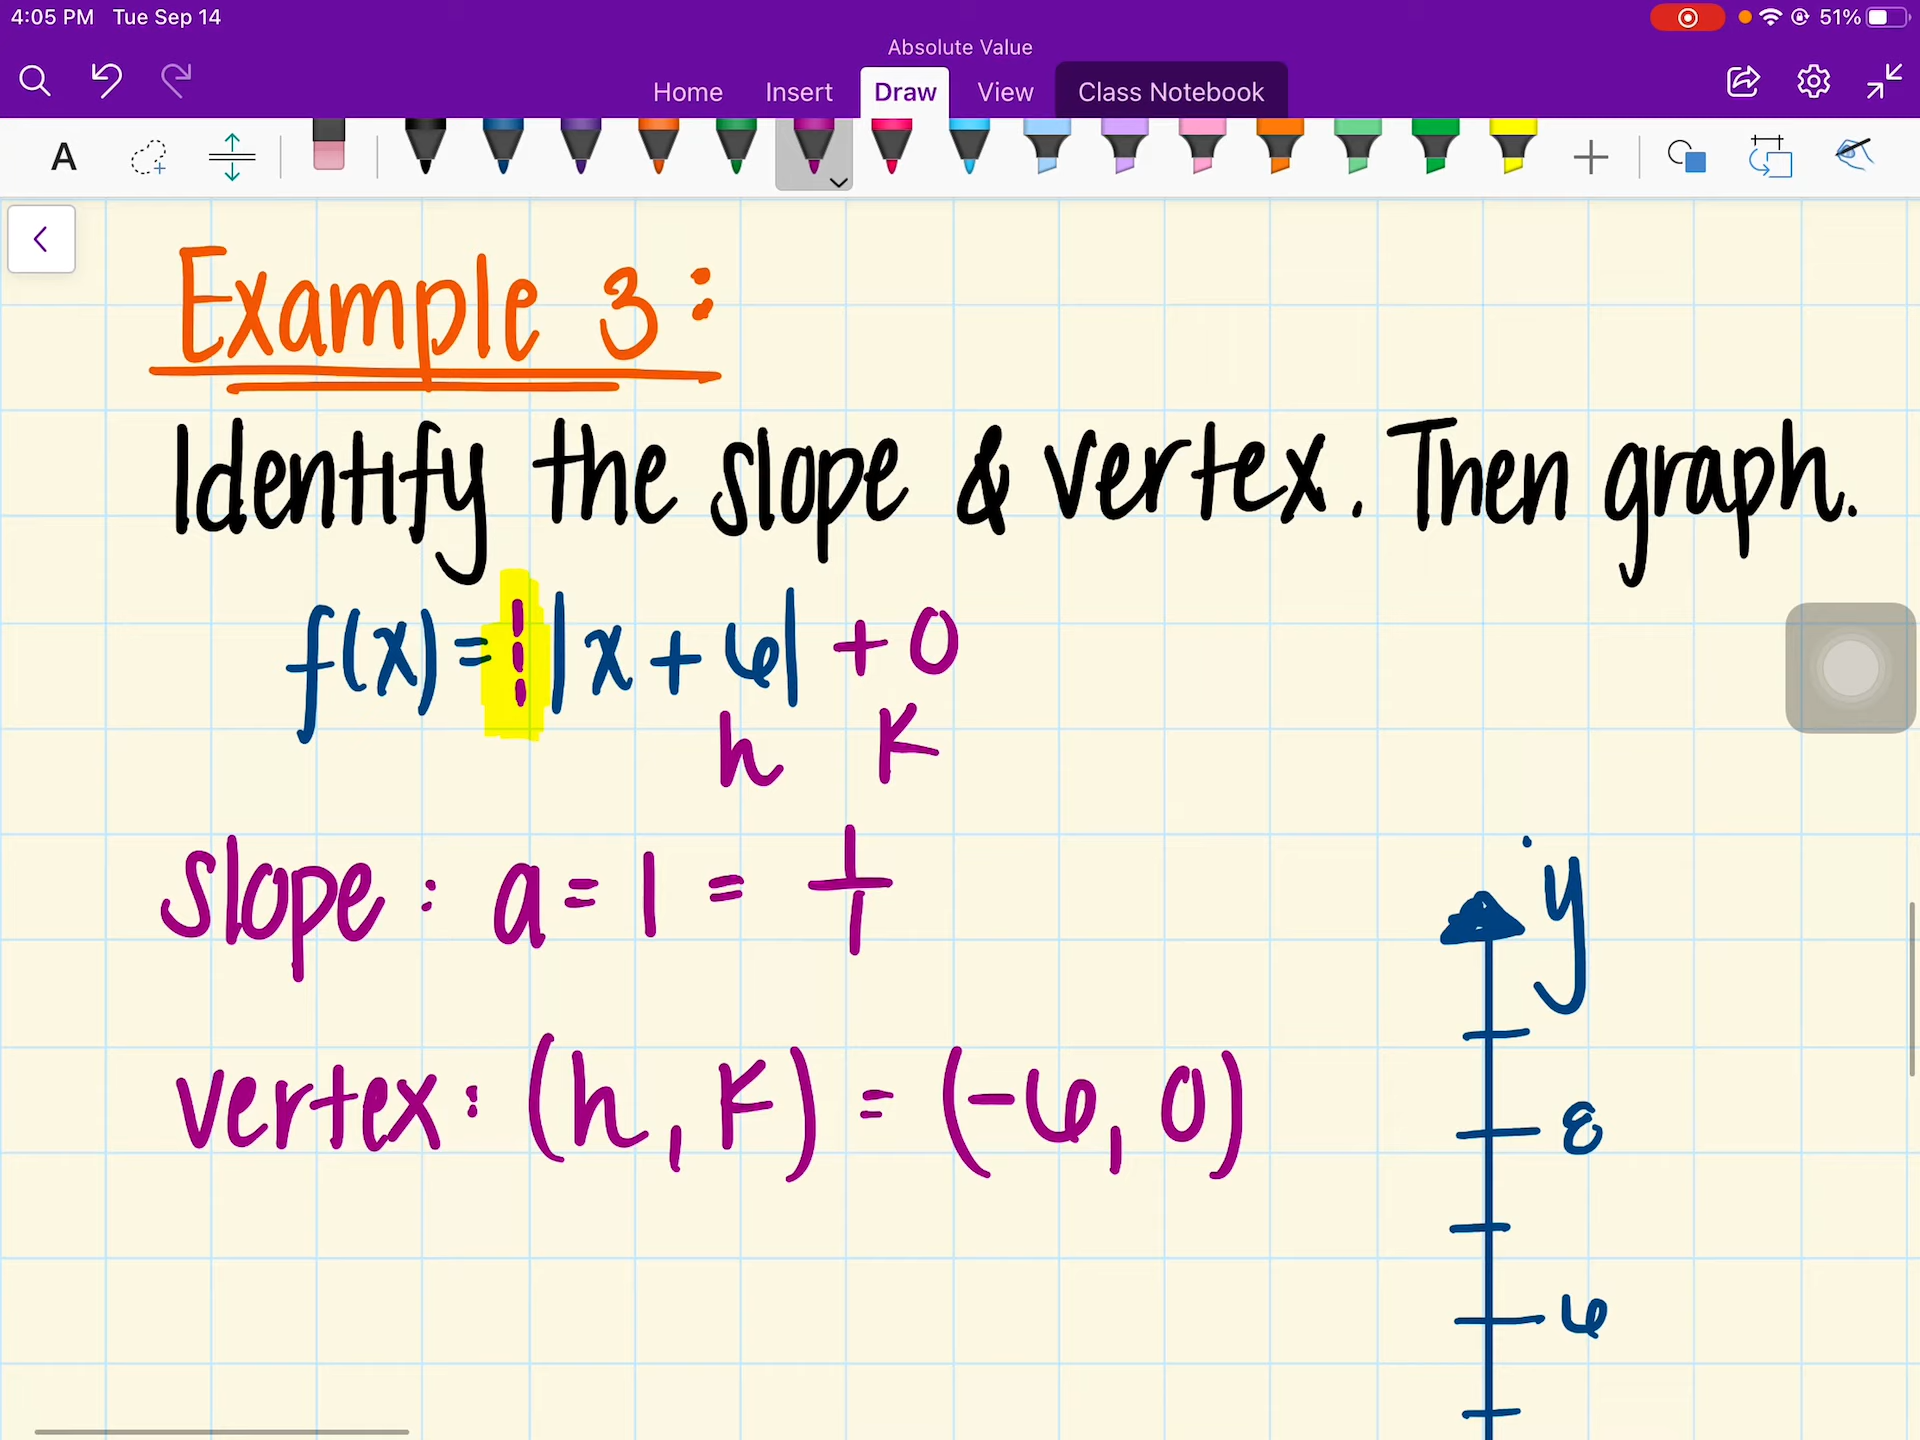 4:05 PM Tue Sep 14 51%
Absolute Value
Home Insert Draw View Class Notebook
A
Example 3:
Identify the slope & vertex. Then graph.
f(x) = 1|x + 6| + 0
h k
slope: a = 1 = 1/1
y
vertex: (h, k) = (-6, 0)
8
6